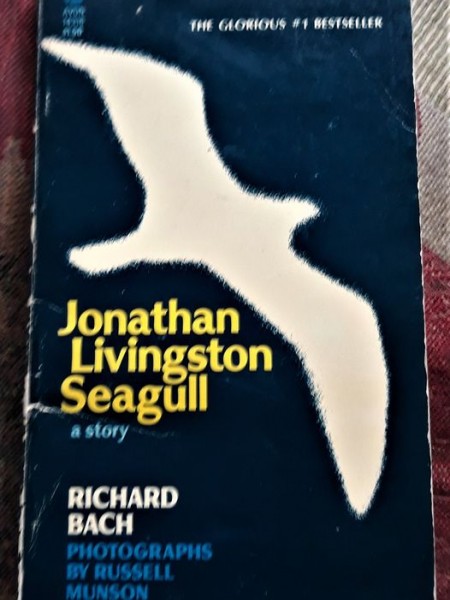 THE GLORIOUS #1 BESTSELLER
Jonathan
Livingston
Seagull
a story
RICHARD
BACH
PHOTOGRAPHS
BY RUSSELL
MUNSON